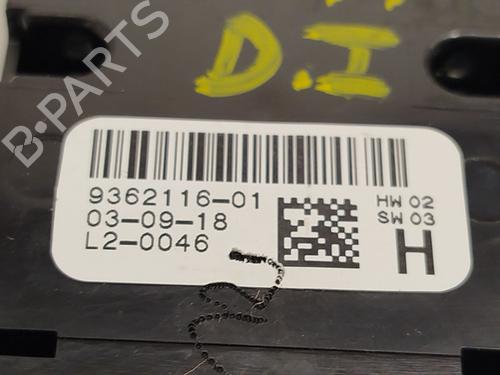 D.I
B-PARTS
9362116-01
HW 02
03-09-18
SW 03
L2-0046
H